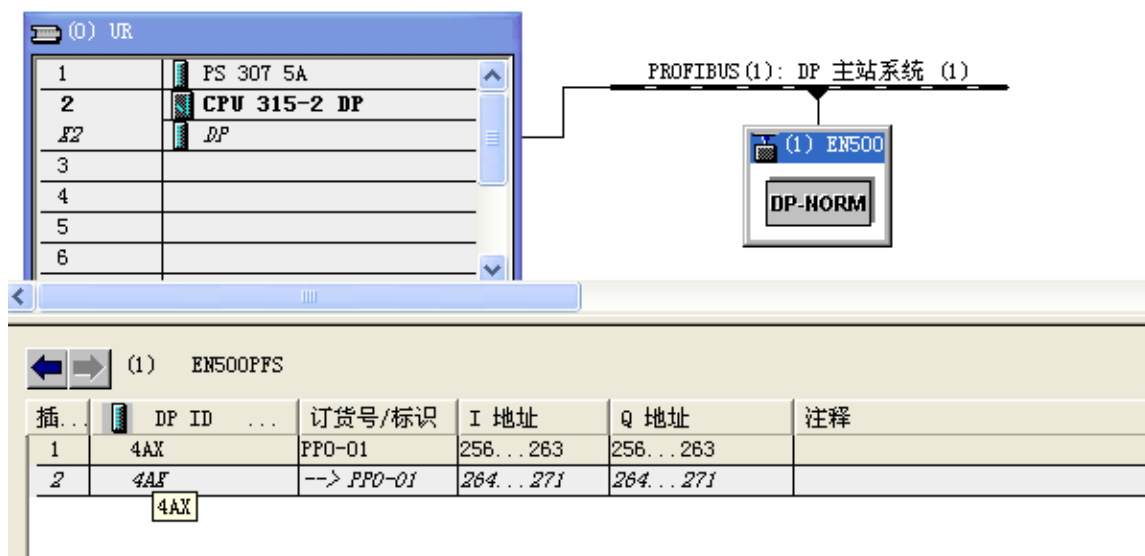 (0) UR
1 PS 307 5A
2 CPU 315-2 DP
X2 DP
3
4
5
6
PROFIBUS(1): DP 主站系统 (1)
(1) EN500
DP-NORM
(1) EN500PFS
插... DP ID ... 订货号/标识 I 地址 Q 地址 注释
1 4AX PPO-01 256...263 256...263
2 4AX --> PPO-01 264...271 264...271
4AX